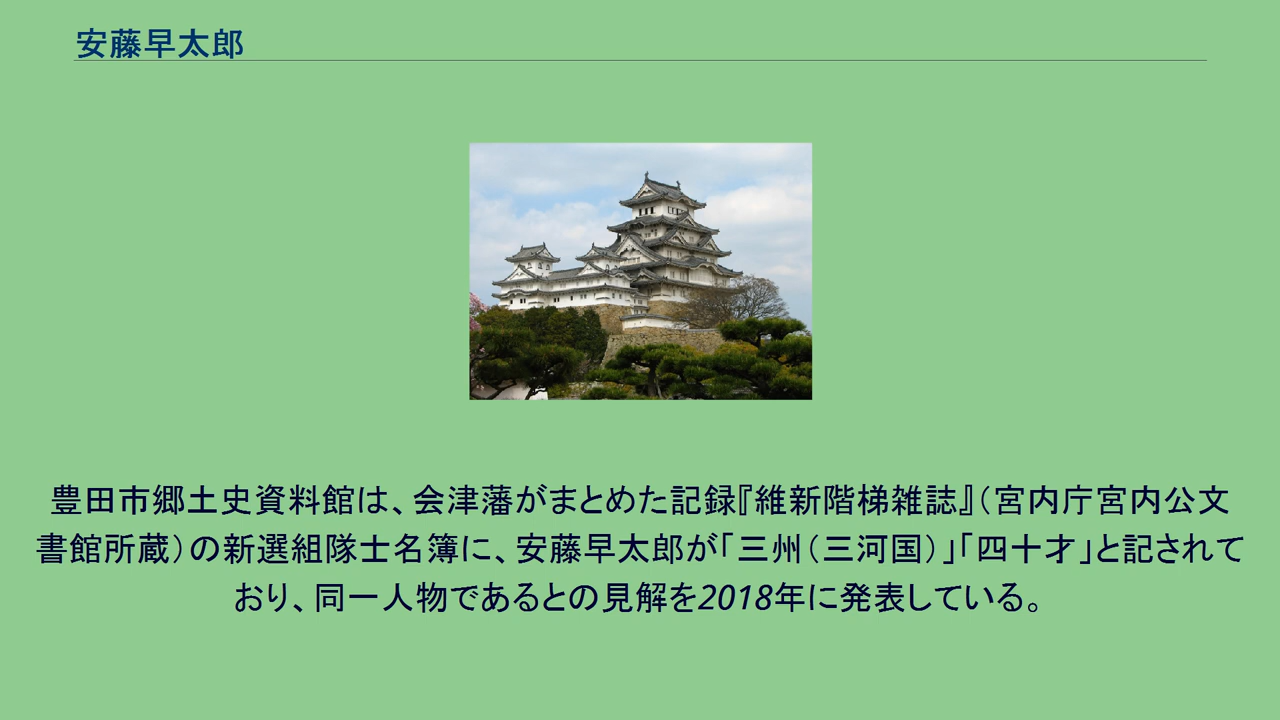 安藤早太郎
豊田市郷土史資料館は、会津藩がまとめた記録『維新階梯雑誌』（宮内庁宮内公文
書館所蔵）の新選組隊士名簿に、安藤早太郎が「三州（三河国）」「四十才」と記されて
おり、同一人物であるとの見解を2018年に発表している。